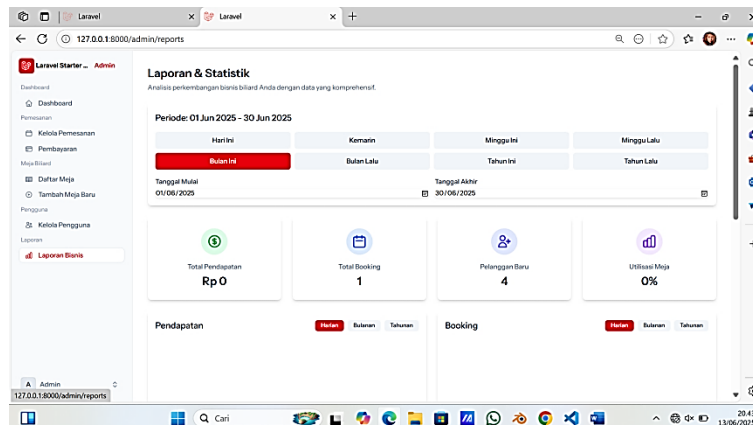 Laravel
Laravel
127.0.0.1:8000/admin/reports
Laravel Starter ... Admin
Dashboard
Dashboard
Pemesanan
Kelola Pemesanan
Pembayaran
Meja Biliard
Daftar Meja
Tambah Meja Baru
Pengguna
Kelola Pengguna
Laporan
Laporan Bisnis
A Admin
127.0.0.1:8000/admin/reports
Laporan & Statistik
Analisis perkembangan bisnis biliard Anda dengan data yang komprehensif.
Periode: 01 Jun 2025 - 30 Jun 2025
Hari Ini Kemarin Minggu Ini Minggu Lalu
Bulan Ini Bulan Lalu Tahun Ini Tahun Lalu
Tanggal Mulai Tanggal Akhir
01/06/2025 30/06/2025
Total Pendapatan Total Booking Pelanggan Baru Utilisasi Meja
Rp 0 1 4 0%
Pendapatan Harian Bulanan Tahunan Booking Harian Bulanan Tahunan
Cari